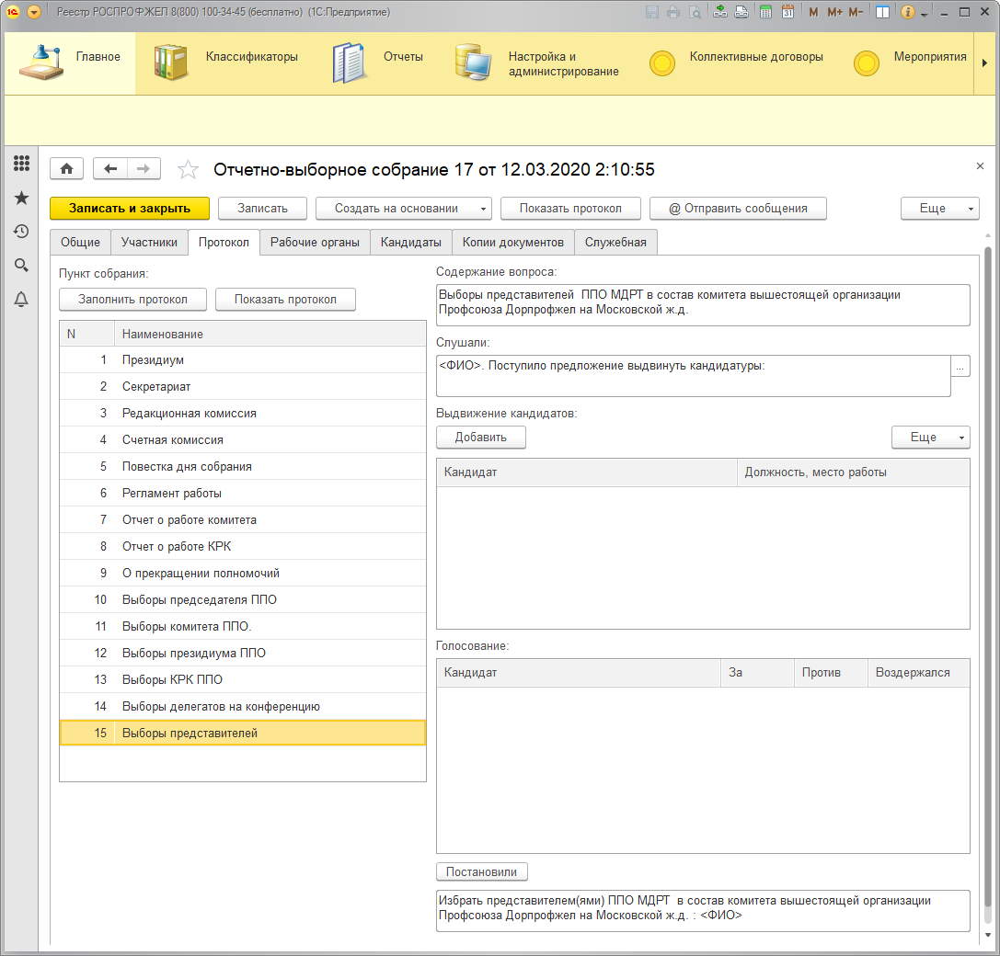 Реестр РОСПРОФЖЕЛ 8(800) 100-34-45 (бесплатно) (1С:Предприятие)
M M+ M-
31
Главное
Классификаторы
Отчеты
Настройка и
администрирование
Коллективные договоры
Мероприятия
Отчетно-выборное собрание 17 от 12.03.2020 2:10:55
Записать и закрыть
Записать
Создать на основании
Показать протокол
@ Отправить сообщения
Еще
Общие
Участники
Протокол
Рабочие органы
Кандидаты
Копии документов
Служебная
Пункт собрания:
Заполнить протокол
Показать протокол
N Наименование
1 Президиум
2 Секретариат
3 Редакционная комиссия
4 Счетная комиссия
5 Повестка дня собрания
6 Регламент работы
7 Отчет о работе комитета
8 Отчет о работе КРК
9 О прекращении полномочий
10 Выборы председателя ППО
11 Выборы комитета ППО.
12 Выборы президиума ППО
13 Выборы КРК ППО
14 Выборы делегатов на конференцию
15 Выборы представителей
Содержание вопроса:
Выборы представителей  ППО МДРТ в состав комитета вышестоящей организации
Профсоюза Дорпрофжел на Московской ж.д.
Слушали:
<ФИО>. Поступило предложение выдвинуть кандидатуры:
...
Выдвижение кандидатов:
Добавить
Еще
Кандидат Должность, место работы
Голосование:
Кандидат За Против Воздержался
Постановили
Избрать представителем(ями) ППО МДРТ  в состав комитета вышестоящей организации
Профсоюза Дорпрофжел на Московской ж.д. : <ФИО>